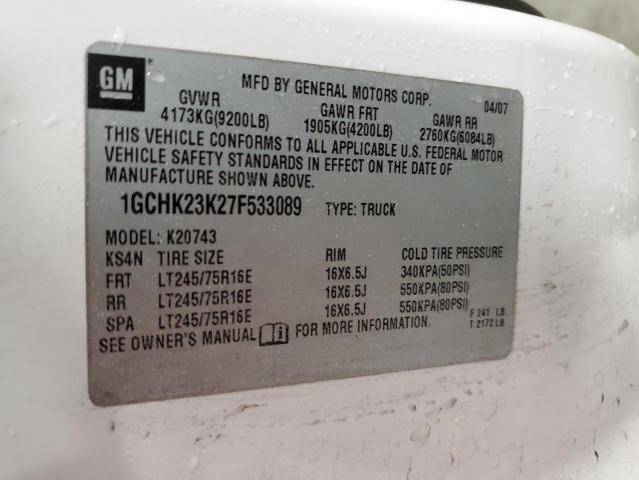 GM
MFD BY GENERAL MOTORS CORP. 04/07
GVWR GAWR FRT GAWR RR
4173KG(9200LB) 1905KG(4200LB) 2760KG(6084LB)
THIS VEHICLE CONFORMS TO ALL APPLICABLE U.S. FEDERAL MOTOR
VEHICLE SAFETY STANDARDS IN EFFECT ON THE DATE OF
MANUFACTURE SHOWN ABOVE.
1GCHK23K27F533089 TYPE: TRUCK
MODEL: K20743
KS4N TIRE SIZE RIM COLD TIRE PRESSURE
FRT LT245/75R16E 16X6.5J 340KPA(50PSI)
RR LT245/75R16E 16X6.5J 550KPA(80PSI)
SPA LT245/75R16E 16X6.5J 550KPA(80PSI)
F 241 LB
T 2172 LB
SEE OWNER'S MANUAL i FOR MORE INFORMATION.